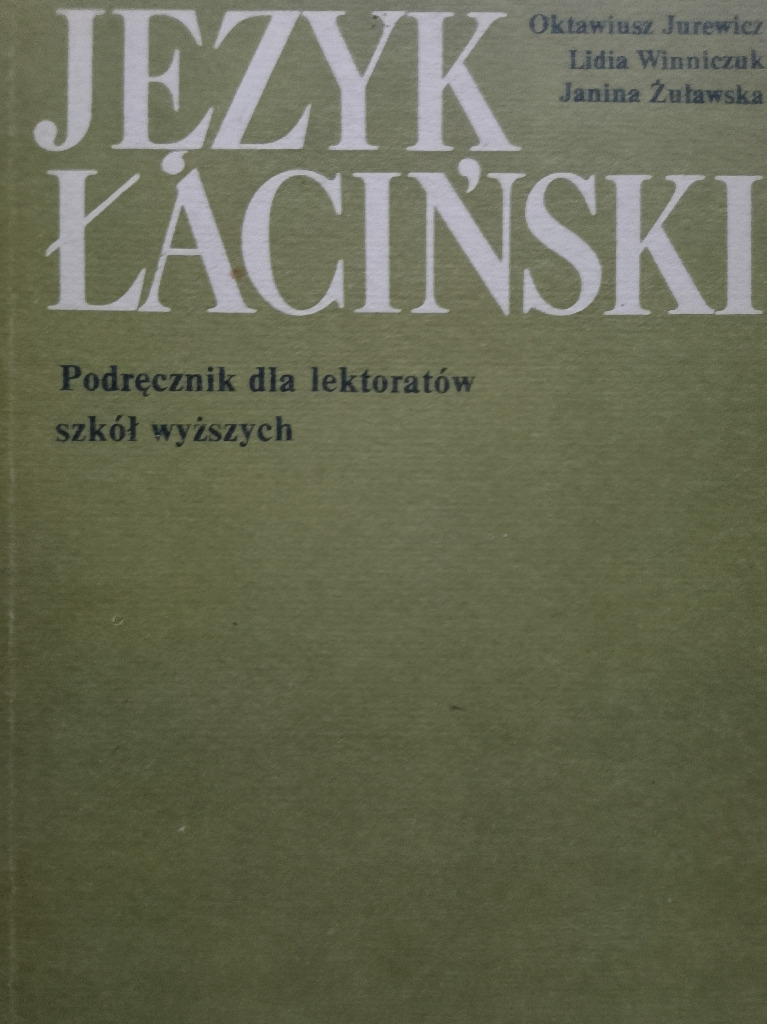 JĘZYK
Oktawiusz Jurewicz
Lidia Winniczuk
Janina Żuławska
ŁACIŃSKI
Podręcznik dla lektoratów
szkół wyższych